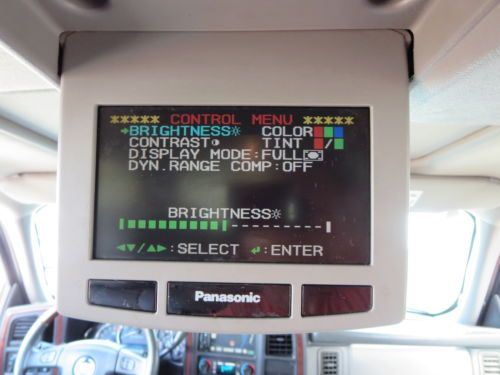 ***** CONTROL MENU *****
BRIGHTNESS COLOR
CONTRAST TINT /
DISPLAY MODE:FULL
DYN.RANGE COMP:OFF
BRIGHTNESS
◄▼/▲►:SELECT ↵:ENTER
Panasonic